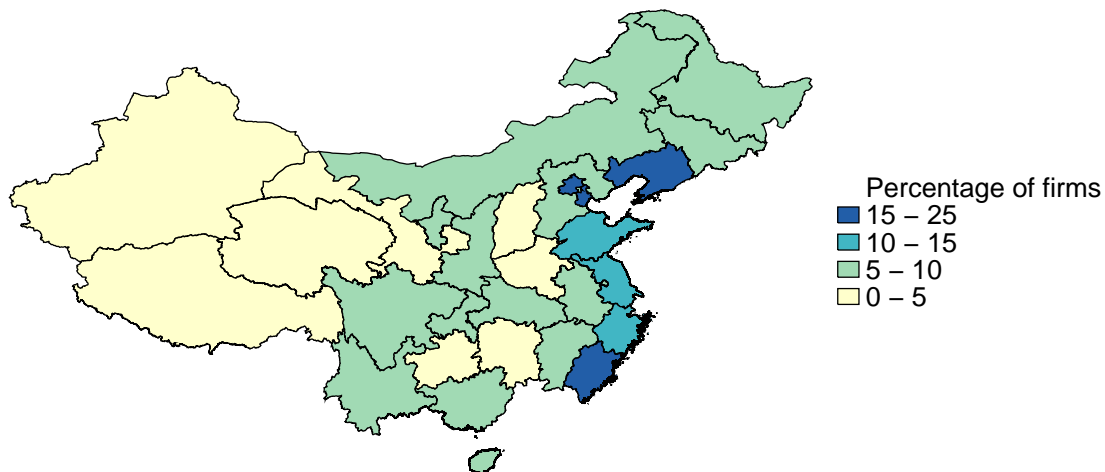 Percentage of firms
15 – 25
10 – 15
5 – 10
0 – 5